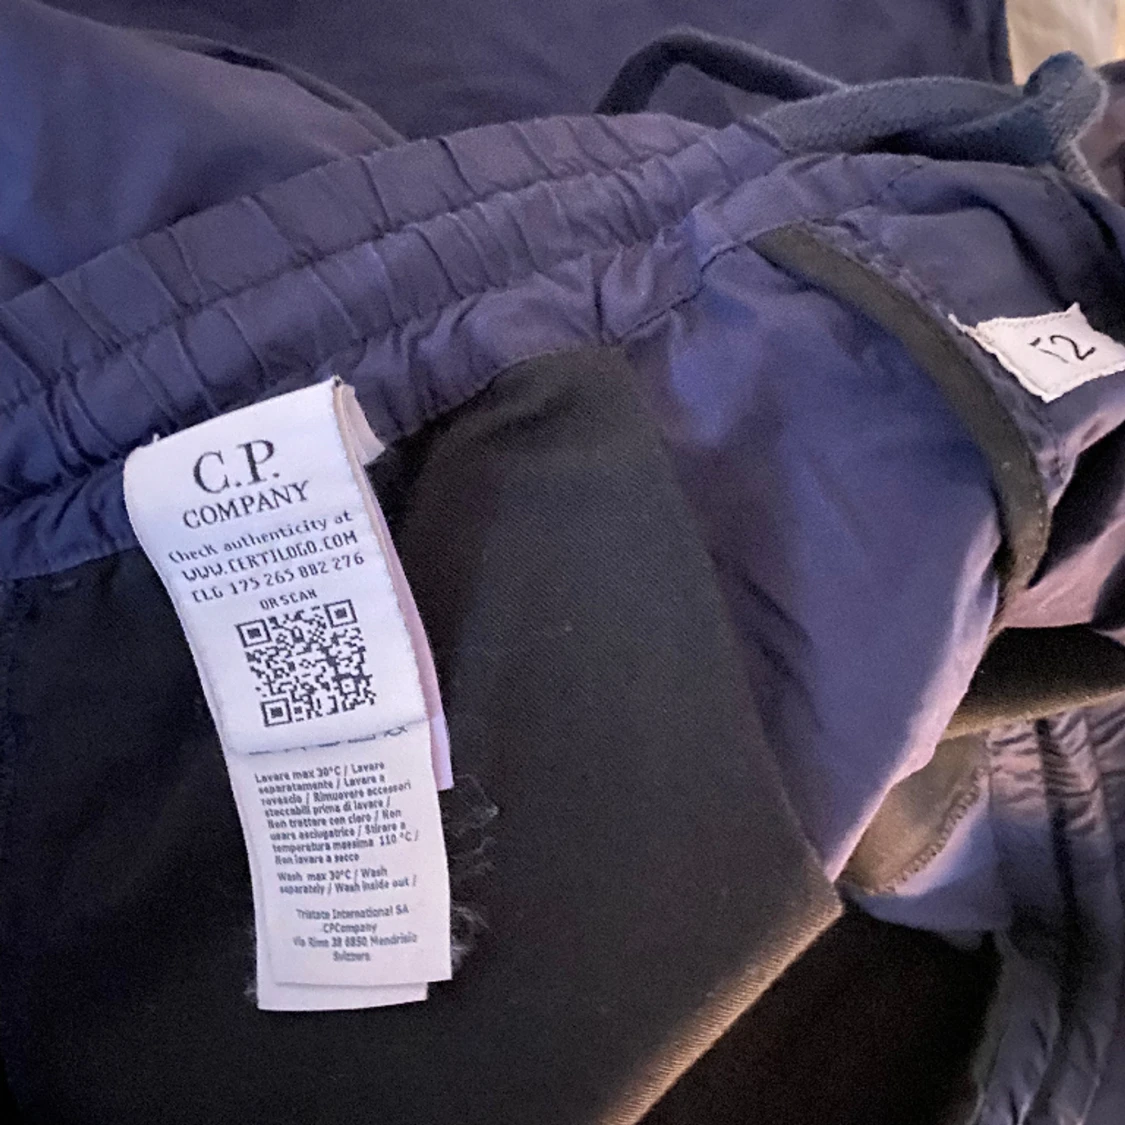 C.P.
COMPANY
Check authenticity at
WWW.CERTILOGO.COM
CLG 175 265 882 276
OR SCAN
Lavare max 30°C / Lavare
separatamente / Lavare a
rovescio / Rimuovere accessori
staccabili prima di lavare /
Non trattare con cloro / Non
usare asciugatrice / Stirare a
temperatura massima 110 °C /
Non lavare a secco
Wash max 30°C / Wash
separately / Wash inside out /
Tristate International SA
CPCompany
Via Rime 38 6850 Mendrisio
Svizzera
12